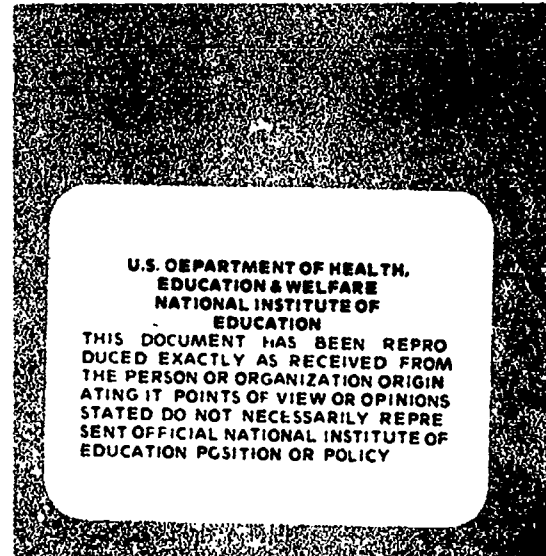 U.S. DEPARTMENT OF HEALTH,
EDUCATION & WELFARE
NATIONAL INSTITUTE OF
EDUCATION
THIS DOCUMENT HAS BEEN REPRO
DUCED EXACTLY AS RECEIVED FROM
THE PERSON OR ORGANIZATION ORIGIN
ATING IT POINTS OF VIEW OR OPINIONS
STATED DO NOT NECESSARILY REPRE
SENT OFFICIAL NATIONAL INSTITUTE OF
EDUCATION POSITION OR POLICY